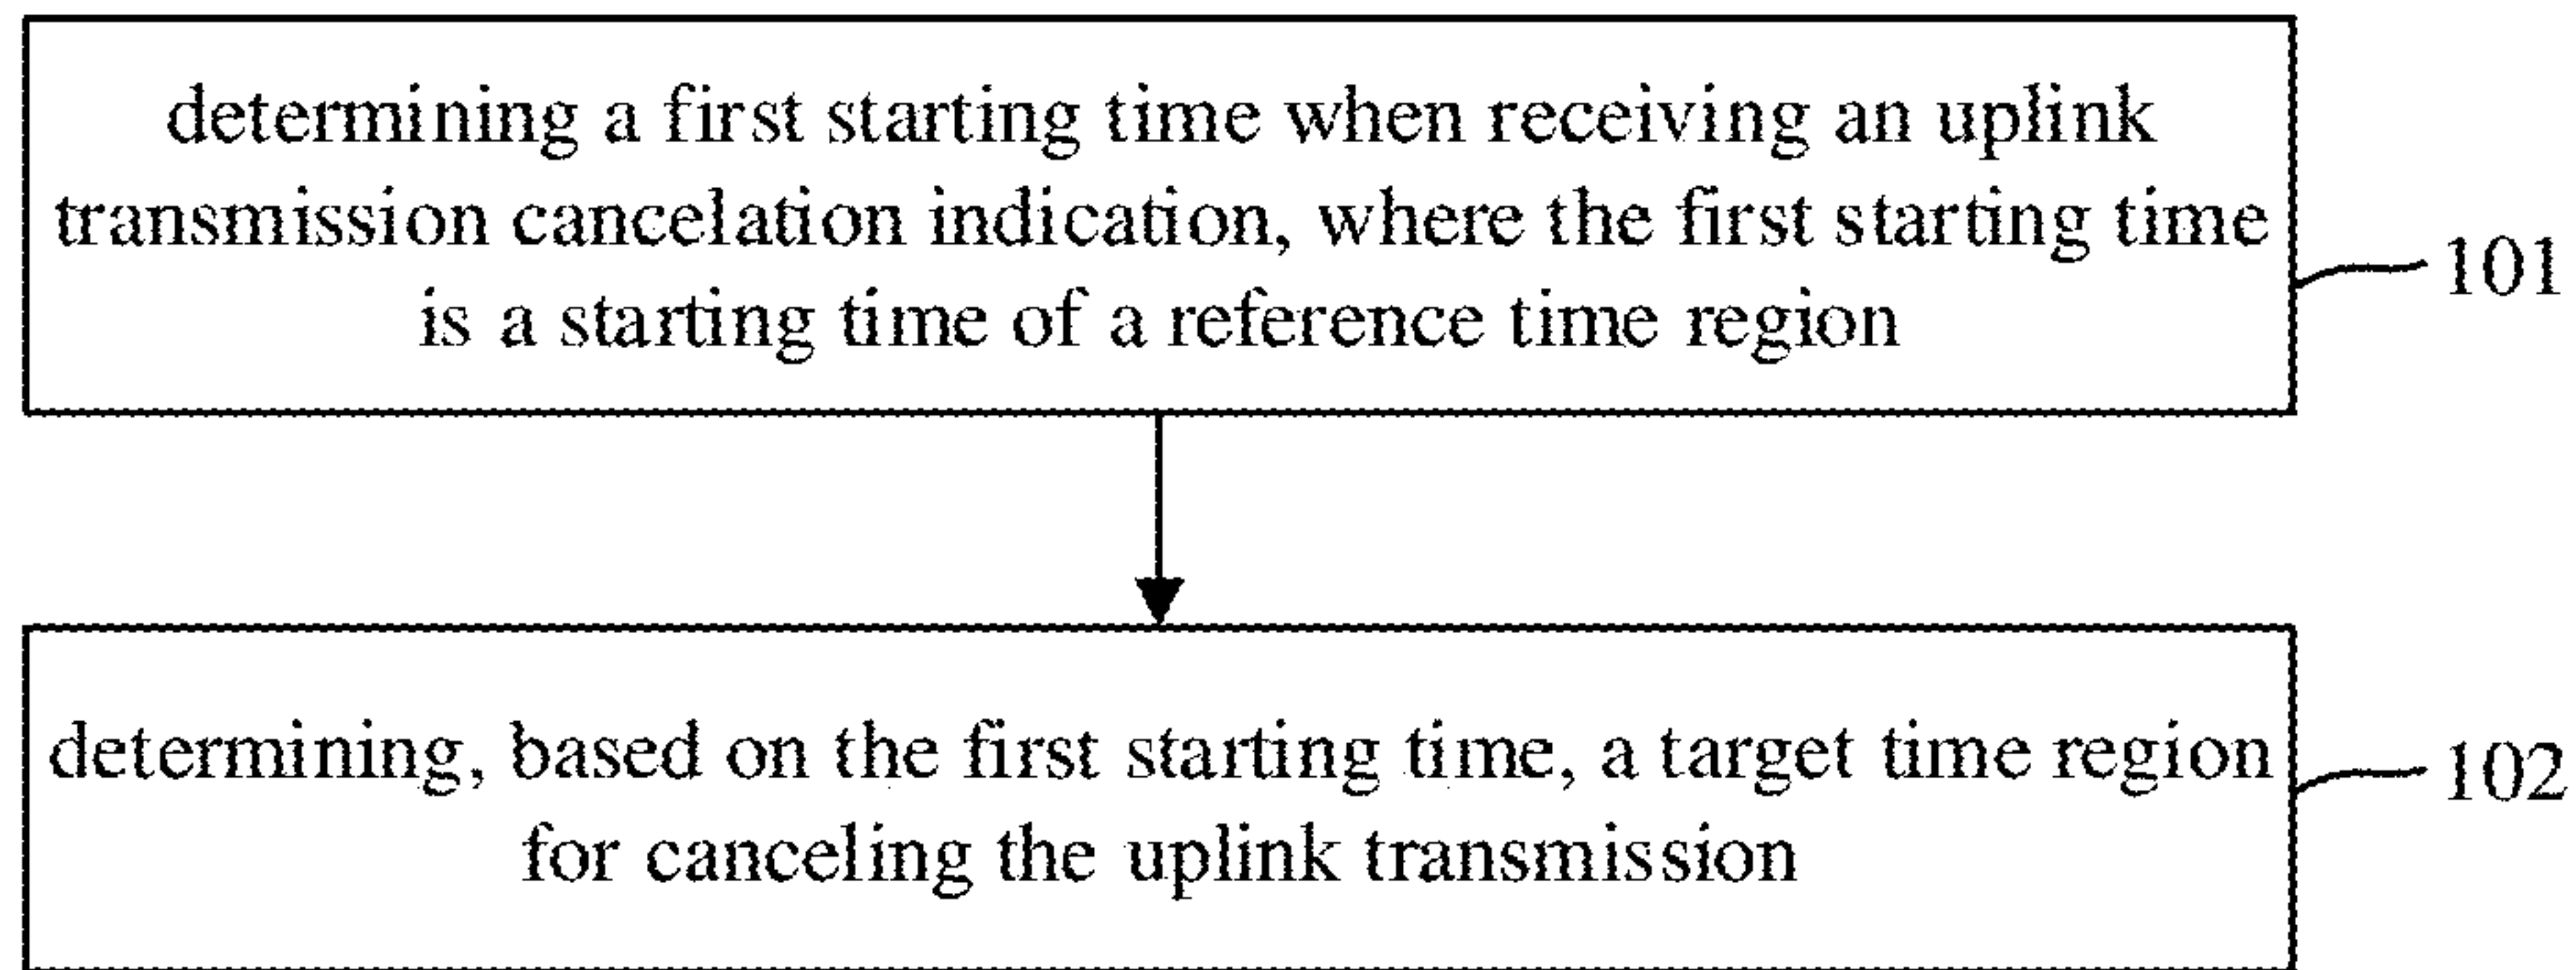 determining a first starting time when receiving an uplink
transmission cancelation indication, where the first starting time
is a starting time of a reference time region
101
determining, based on the first starting time, a target time region
for canceling the uplink transmission
102